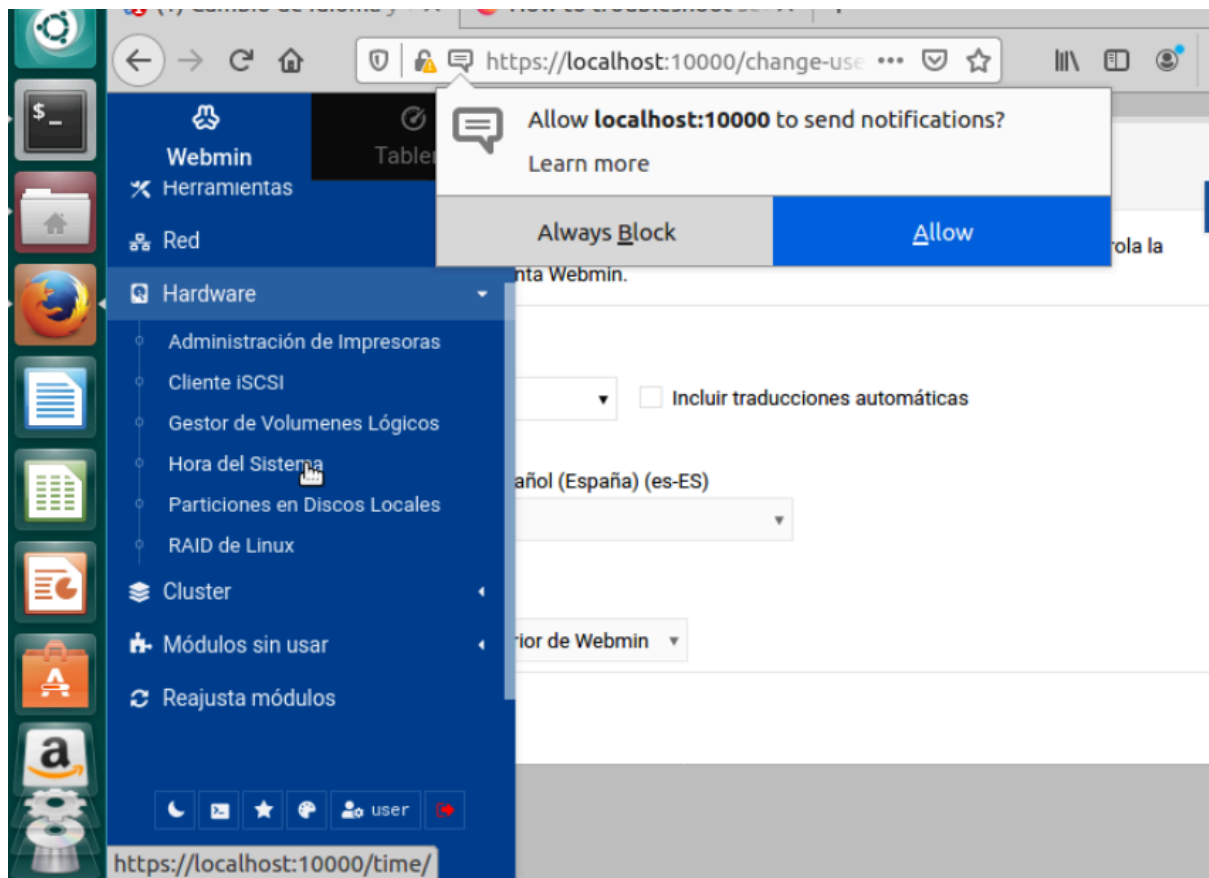 https://localhost:10000/change-use
Allow localhost:10000 to send notifications?
Learn more
Always Block
Allow
Webmin
Tabler
Herramientas
Red
Hardware
Administración de Impresoras
Cliente iSCSI
Gestor de Volumenes Lógicos
Hora del Sistema
Particiones en Discos Locales
RAID de Linux
Cluster
Módulos sin usar
Reajusta módulos
user
https://localhost:10000/time/
rola la
nta Webmin.
Incluir traducciones automáticas
añol (España) (es-ES)
rior de Webmin
$_
a